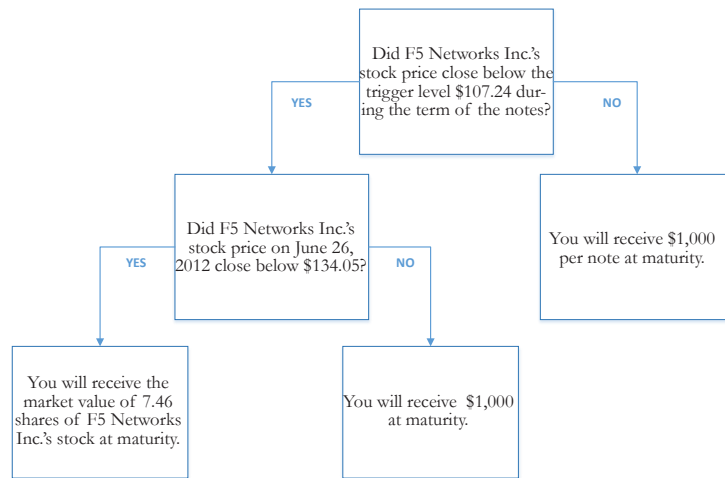 Did F5 Networks Inc.'s
stock price close below the
trigger level $107.24 dur-
ing the term of the notes?
YES
NO
Did F5 Networks Inc.'s
stock price on June 26,
2012 close below $134.05?
You will receive $1,000
per note at maturity.
YES
NO
You will receive the
market value of 7.46
shares of F5 Networks
Inc.'s stock at maturity.
You will receive $1,000
at maturity.